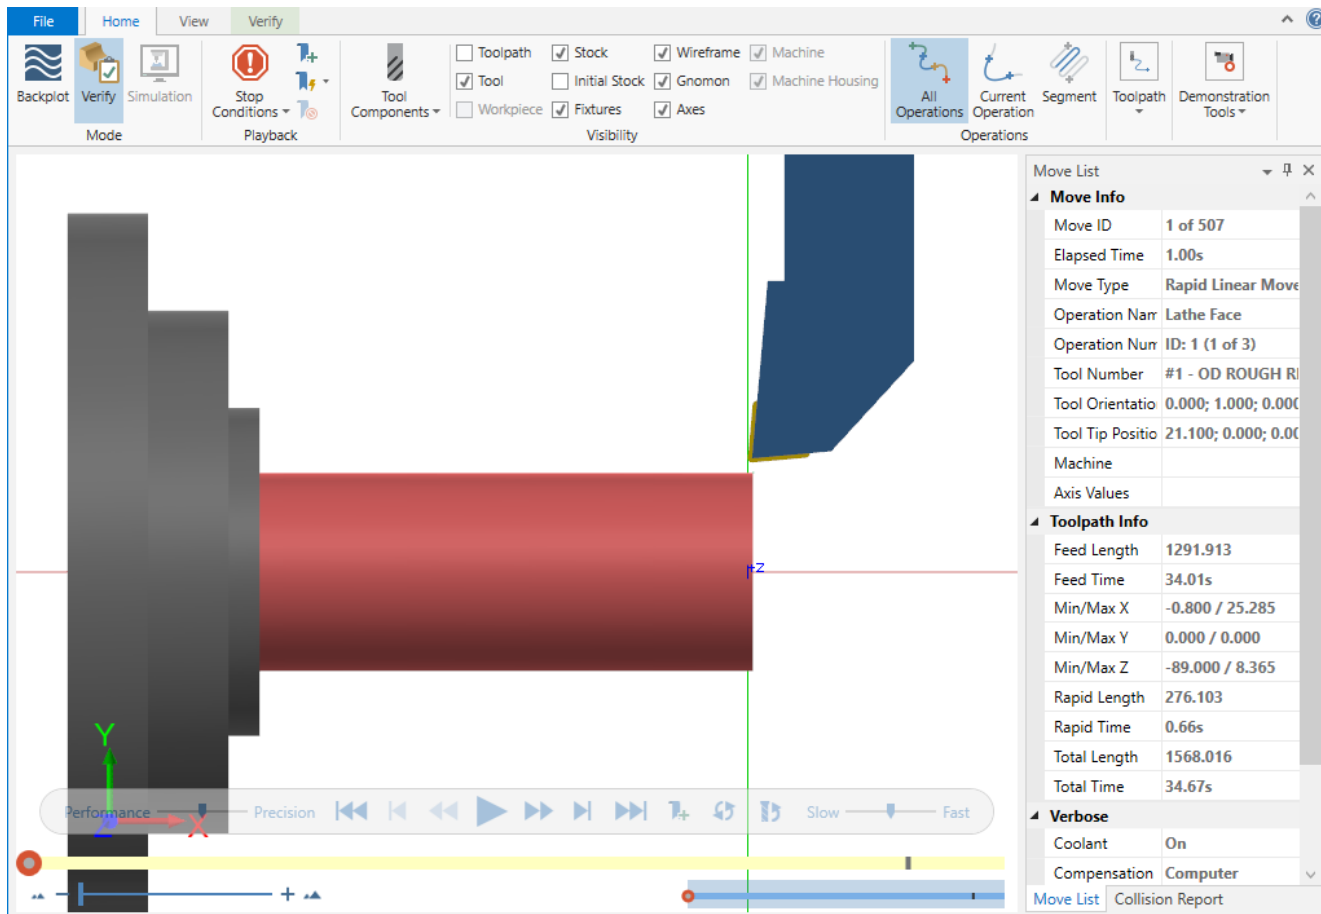 File Home View Verify
Backplot Verify Simulation
Mode
Stop
Conditions
Playback
Tool
Components
Toolpath Stock Wireframe Machine
Tool Initial Stock Gnomon Machine Housing
Workpiece Fixtures Axes
Visibility
All
Operations
Current
Operation
Segment
Operations
Toolpath
Demonstration
Tools
Z
Y
X
Z
Performance Precision Slow Fast
Move List
Move Info
Move ID 1 of 507
Elapsed Time 1.00s
Move Type Rapid Linear Move
Operation Nam Lathe Face
Operation Num ID: 1 (1 of 3)
Tool Number #1 - OD ROUGH RI
Tool Orientatio 0.000; 1.000; 0.000
Tool Tip Positio 21.100; 0.000; 0.00
Machine
Axis Values
Toolpath Info
Feed Length 1291.913
Feed Time 34.01s
Min/Max X -0.800 / 25.285
Min/Max Y 0.000 / 0.000
Min/Max Z -89.000 / 8.365
Rapid Length 276.103
Rapid Time 0.66s
Total Length 1568.016
Total Time 34.67s
Verbose
Coolant On
Compensation Computer
Move List Collision Report